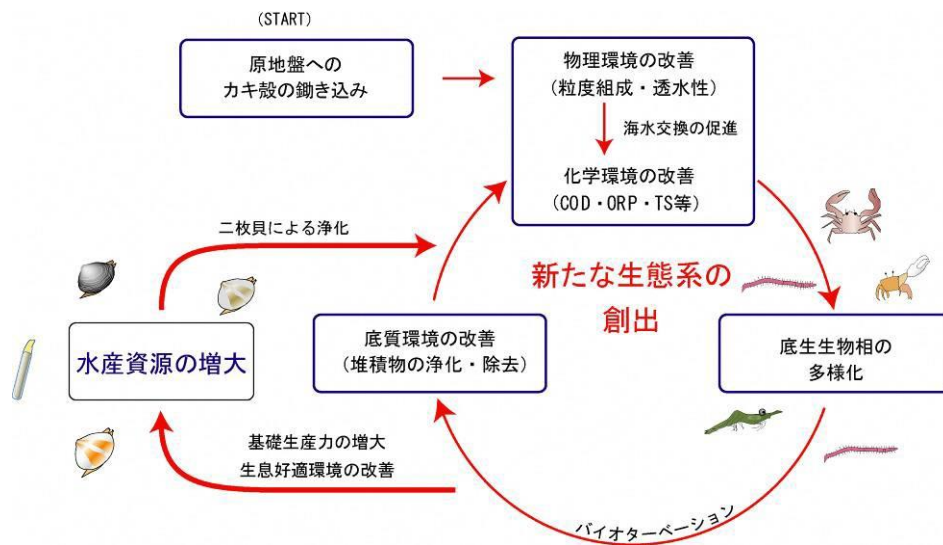 (START)
原地盤への
カキ殻の鋤き込み
物理環境の改善
(粒度組成・透水性)
海水交換の促進
化学環境の改善
(COD・ORP・TS等)
二枚貝による浄化
新たな生態系の
創出
水産資源の増大
底質環境の改善
(堆積物の浄化・除去)
底生生物相の
多様化
基礎生産力の増大
生息好適環境の改善
バイオターベーション